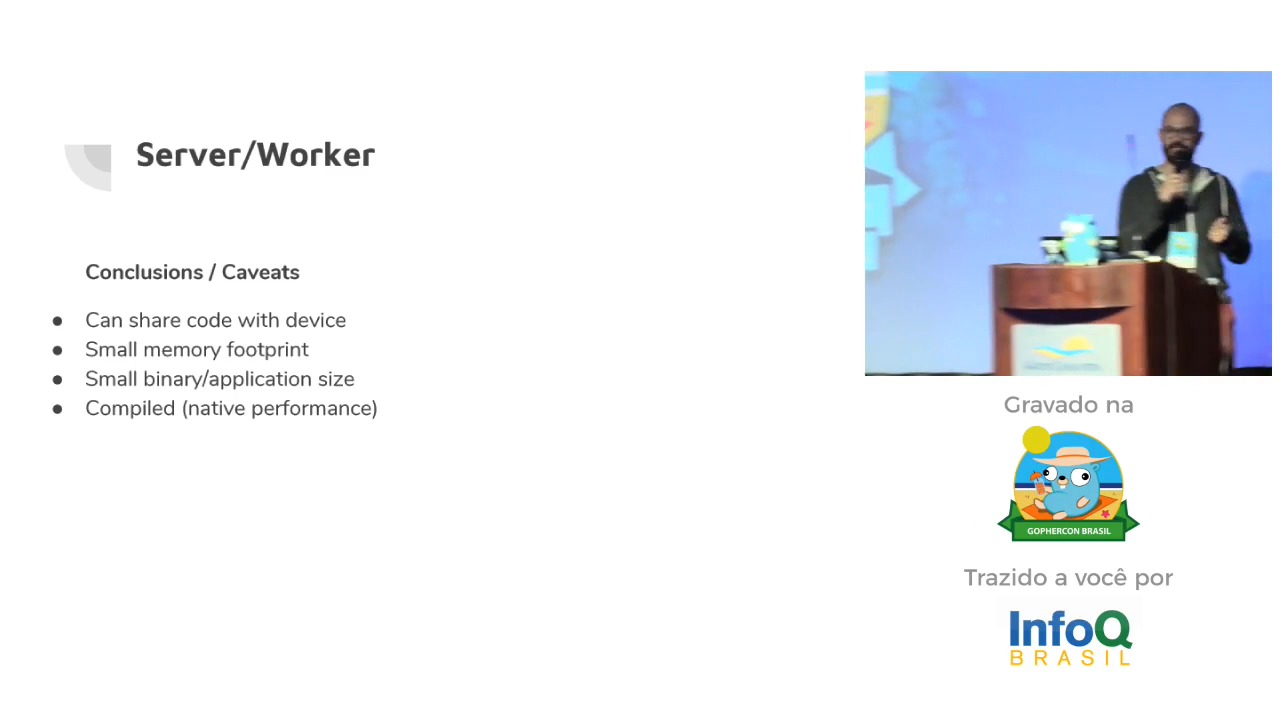 Server/Worker
Conclusions / Caveats
● Can share code with device
● Small memory footprint
● Small binary/application size
● Compiled (native performance)
Gravado na
GOPHERCON BRASIL
Trazido a você por
InfoQ
BRASIL